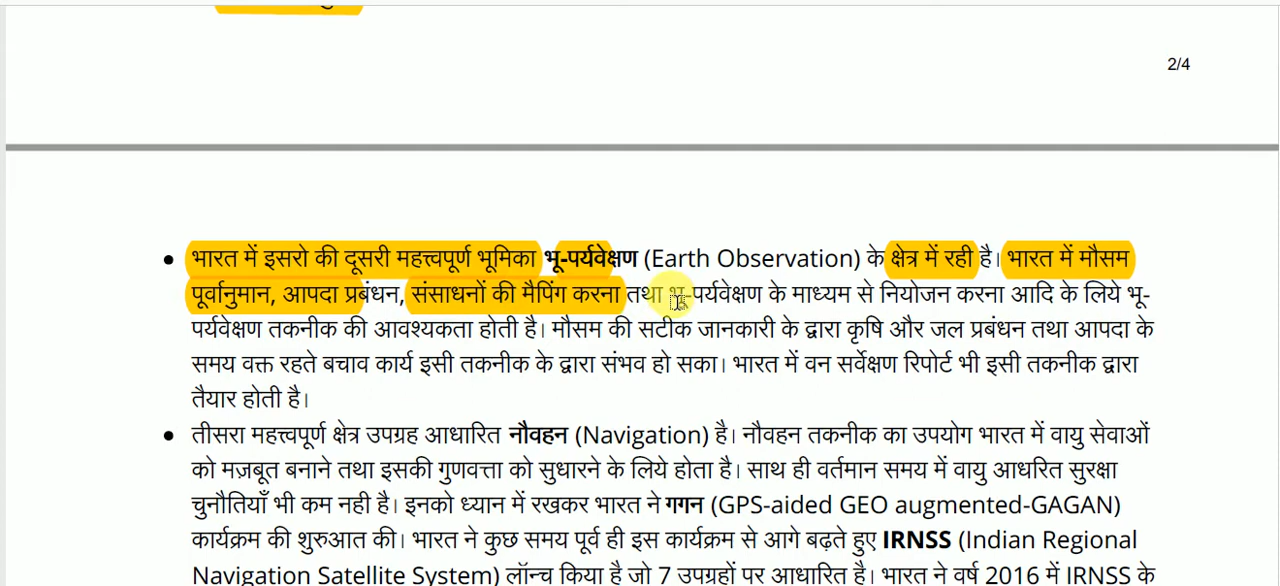 2/4
भारत में इसरो की दूसरी महत्त्वपूर्ण भूमिका भू-पर्यवेक्षण (Earth Observation) के क्षेत्र में रही है। भारत में मौसम
पूर्वानुमान, आपदा प्रबंधन, संसाधनों की मैपिंग करना तथा भू-पर्यवेक्षण के माध्यम से नियोजन करना आदि के लिये भू-
पर्यवेक्षण तकनीक की आवश्यकता होती है। मौसम की सटीक जानकारी के द्वारा कृषि और जल प्रबंधन तथा आपदा के
समय वक्त रहते बचाव कार्य इसी तकनीक के द्वारा संभव हो सका। भारत में वन सर्वेक्षण रिपोर्ट भी इसी तकनीक द्वारा
तैयार होती है।
तीसरा महत्त्वपूर्ण क्षेत्र उपग्रह आधारित नौवहन (Navigation) है। नौवहन तकनीक का उपयोग भारत में वायु सेवाओं
को मज़बूत बनाने तथा इसकी गुणवत्ता को सुधारने के लिये होता है। साथ ही वर्तमान समय में वायु आधरित सुरक्षा
चुनौतियाँ भी कम नही है। इनको ध्यान में रखकर भारत ने गगन (GPS-aided GEO augmented-GAGAN)
कार्यक्रम की शुरुआत की। भारत ने कुछ समय पूर्व ही इस कार्यक्रम से आगे बढ़ते हुए IRNSS (Indian Regional
Navigation Satellite System) लॉन्च किया है जो 7 उपग्रहों पर आधारित है। भारत ने वर्ष 2016 में IRNSS के